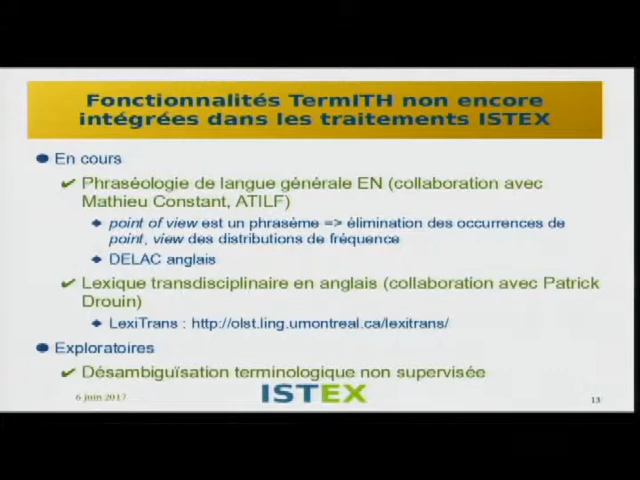 Fonctionnalités TermITH non encore
intégrées dans les traitements ISTEX
En cours
Phraséologie de langue générale EN (collaboration avec
Mathieu Constant, ATILF)
point of view est un phrasème => élimination des occurrences de
point, view des distributions de fréquence
DELAC anglais
Lexique transdisciplinaire en anglais (collaboration avec Patrick
Drouin)
LexiTrans : http://olst.ling.umontreal.ca/lexitrans/
Exploratoires
Désambiguïsation terminologique non supervisée
6 juin 2017
ISTEX
13